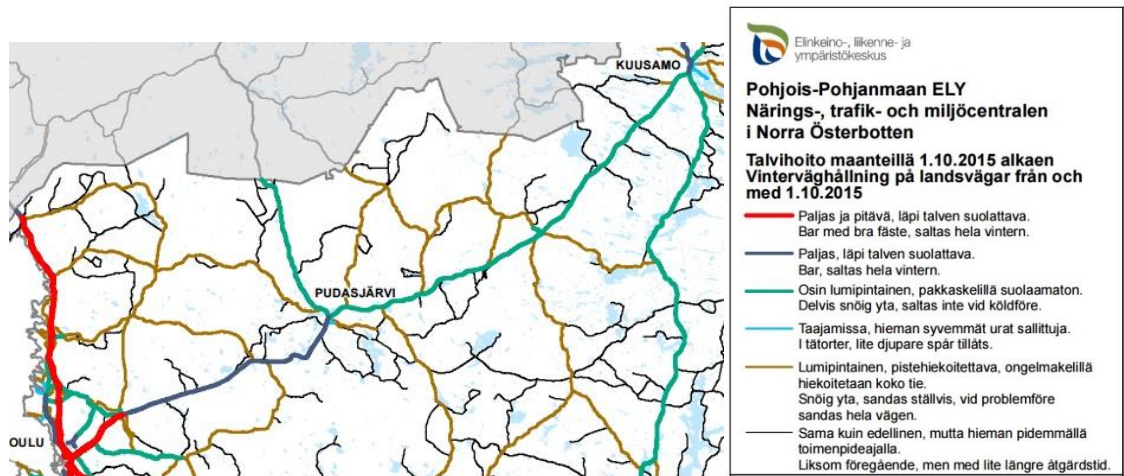 KUUSAMO
PUDASJÄRVI
OULU
Elinkeino-, liikenne- ja
ympäristökeskus
Pohjois-Pohjanmaan ELY
Närings-, trafik- och miljöcentralen
i Norra Österbotten
Talvihoito maanteillä 1.10.2015 alkaen
Vinterväghållning på landsvägar från och
med 1.10.2015
Paljas ja pitävä, läpi talven suolattava.
Bar med bra fäste, saltas hela vintern.
Paljas, läpi talven suolattava.
Bar, saltas hela vintern.
Osin lumipintainen, pakkaskelillä suolaamaton.
Delvis snöig yta, saltas inte vid köldföre.
Taajamissa, hieman syvemmät urat sallittuja.
I tätorter, lite djupare spår tillåts.
Lumipintainen, pistehiekoitettava, ongelmakelillä
hiekoitetaan koko tie.
Snöig yta, sandas ställvis, vid problemföre
sandas hela vägen.
Sama kuin edellinen, mutta hieman pidemmällä
toimenpideajalla.
Liksom föregående, men med lite längre åtgärdstid.